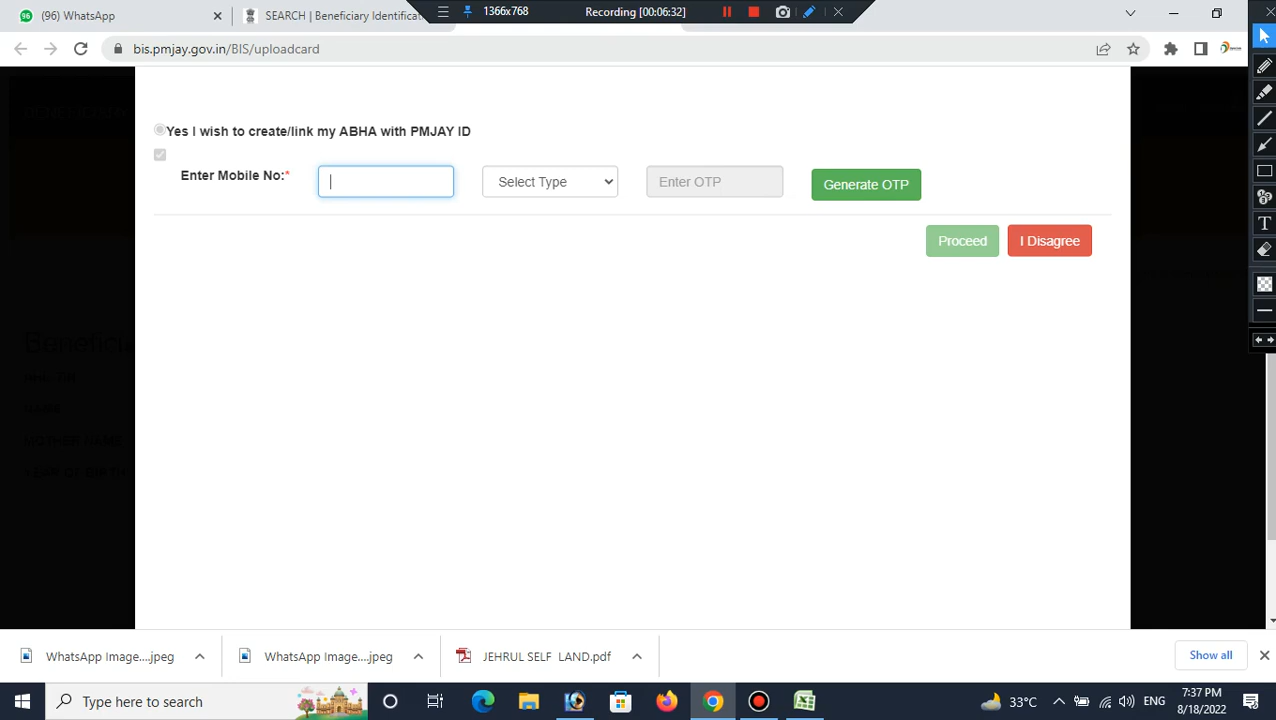 (96) WhatsApp
SEARCH | Beneficiary Identificat
1366x768
Recording [00:06:32]
bis.pmjay.gov.in/BIS/uploadcard
Yes I wish to create/link my ABHA with PMJAY ID
Enter Mobile No:*
Select Type
Enter OTP
Generate OTP
Proceed
I Disagree
Benefici
WhatsApp Image....jpeg
WhatsApp Image....jpeg
JEHRUL SELF LAND.pdf
Show all
Type here to search
33°C
ENG
7:37 PM
8/18/2022